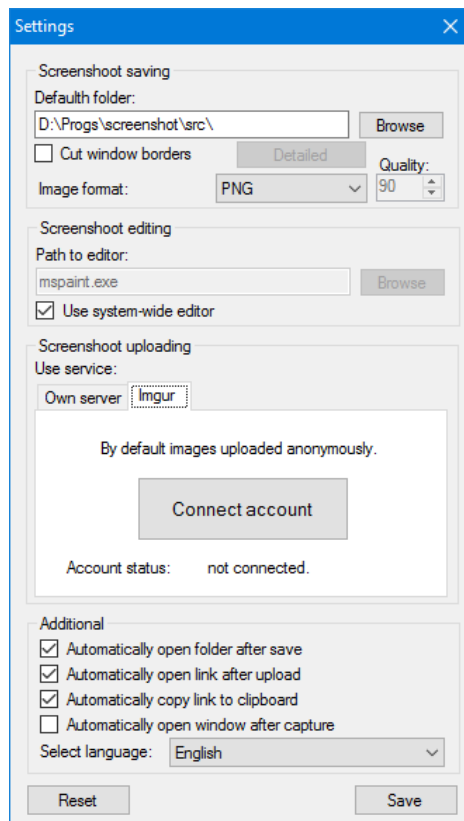 Settings
Screenshoot saving
Defaulth folder:
D:\Progs\screenshot\src\ Browse
Cut window borders Detailed
Quality:
Image format: PNG 90
Screenshoot editing
Path to editor:
mspaint.exe Browse
Use system-wide editor
Screenshoot uploading
Use service:
Own server Imgur
By default images uploaded anonymously.
Connect account
Account status: not connected.
Additional
Automatically open folder after save
Automatically open link after upload
Automatically copy link to clipboard
Automatically open window after capture
Select language: English
Reset Save